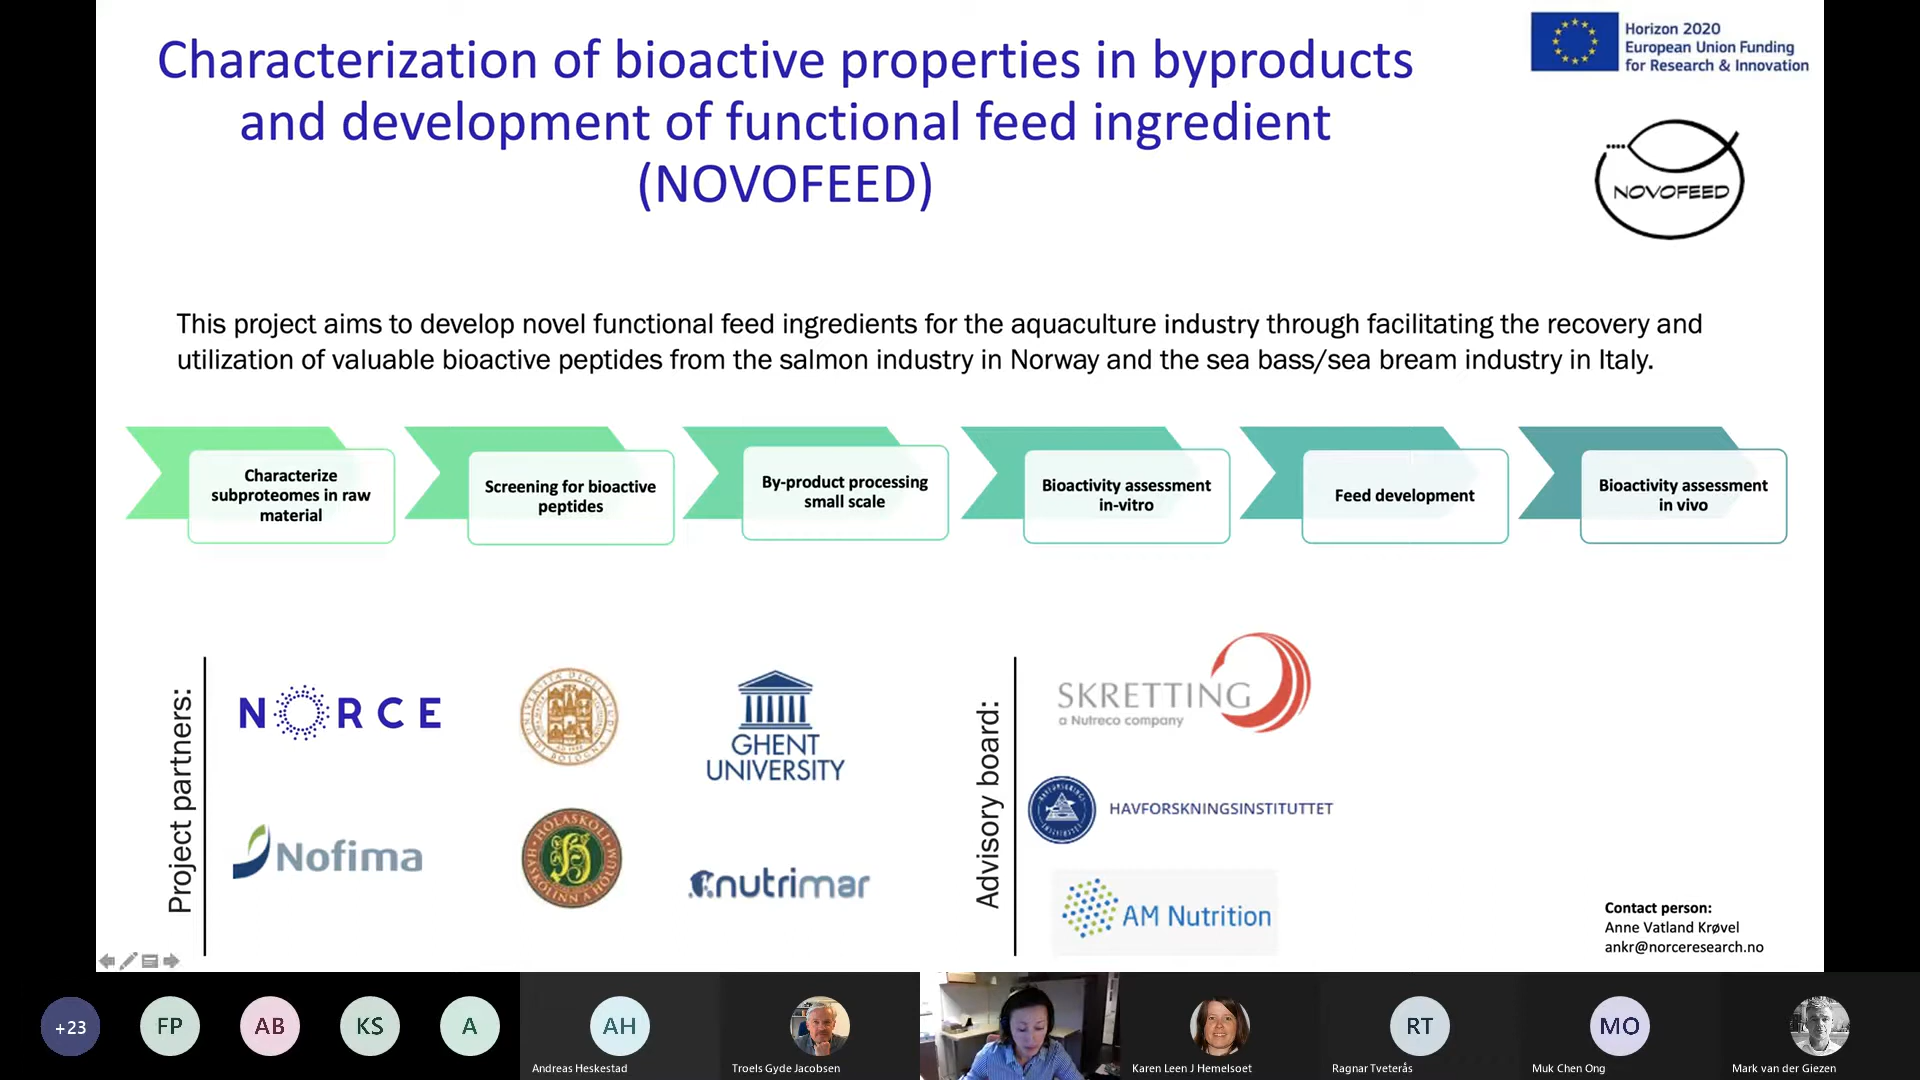 Characterization of bioactive properties in byproducts
and development of functional feed ingredient
(NOVOFEED)
Horizon 2020
European Union Funding
for Research & Innovation
NOVOFEED
This project aims to develop novel functional feed ingredients for the aquaculture industry through facilitating the recovery and
utilization of valuable bioactive peptides from the salmon industry in Norway and the sea bass/sea bream industry in Italy.
Characterize
subproteomes in raw
material
Screening for bioactive
peptides
By-product processing
small scale
Bioactivity assessment
in-vitro
Feed development
Bioactivity assessment
in vivo
Project partners:
NORCE
GHENT
UNIVERSITY
Nofima
HÓLASKÓLI
HÁSKÓLINN Á HÓLUM
nutrimar
Advisory board:
SKRETTING
a Nutreco company
HAVFORSKNINGSINSTITUTTET
AM Nutrition
Contact person:
Anne Vatland Krøvel
ankr@norceresearch.no
+23
FP
AB
KS
A
AH
Andreas Heskestad
Troels Gyde Jacobsen
Karen Leen J Hemelsoet
RT
Ragnar Tveterås
MO
Muk Chen Ong
Mark van der Giezen